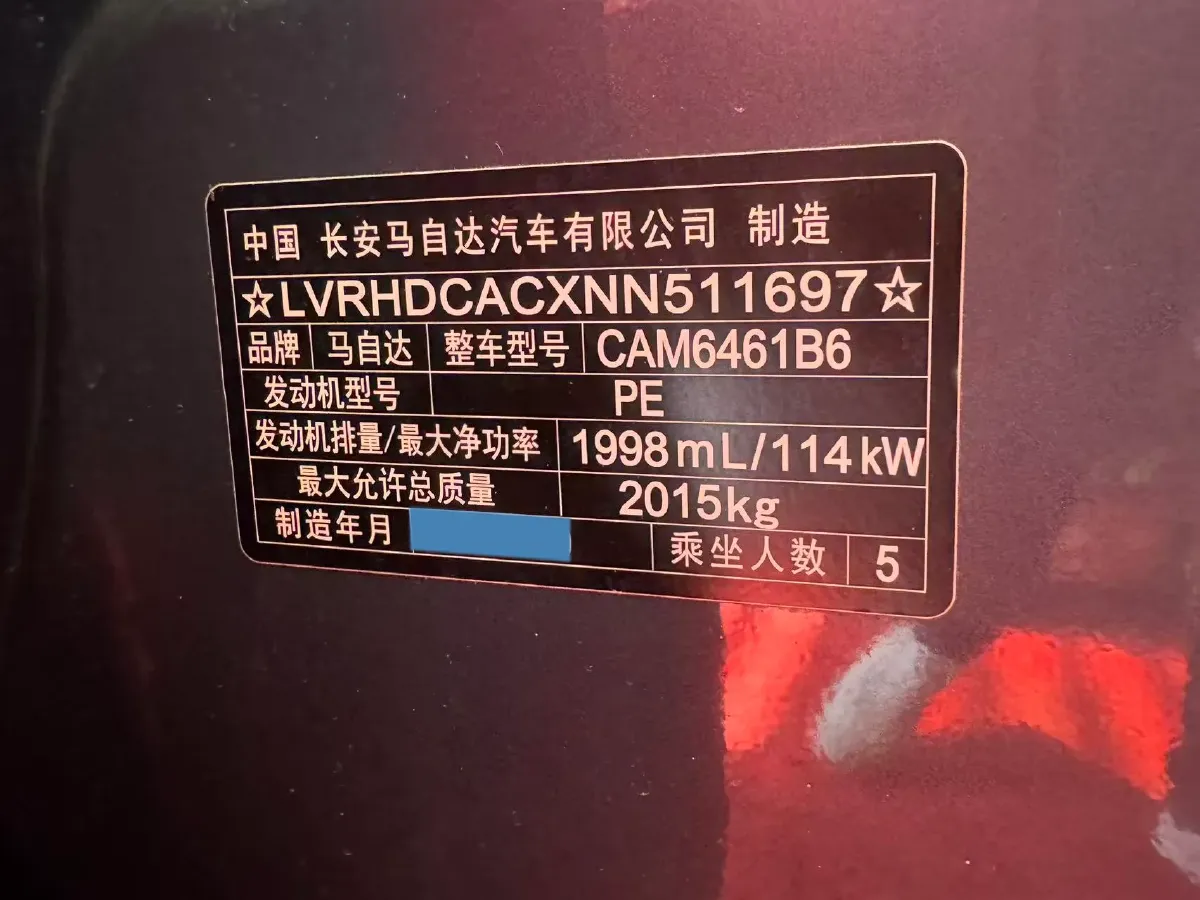 中国 长安马自达汽车有限公司 制造
☆LVRHDCACXNN511697☆
品牌 马自达 整车型号 CAM6461B6
发动机型号 PE
发动机排量/最大净功率 1998mL/114kW
最大允许总质量 2015kg
制造年月 乘坐人数 5